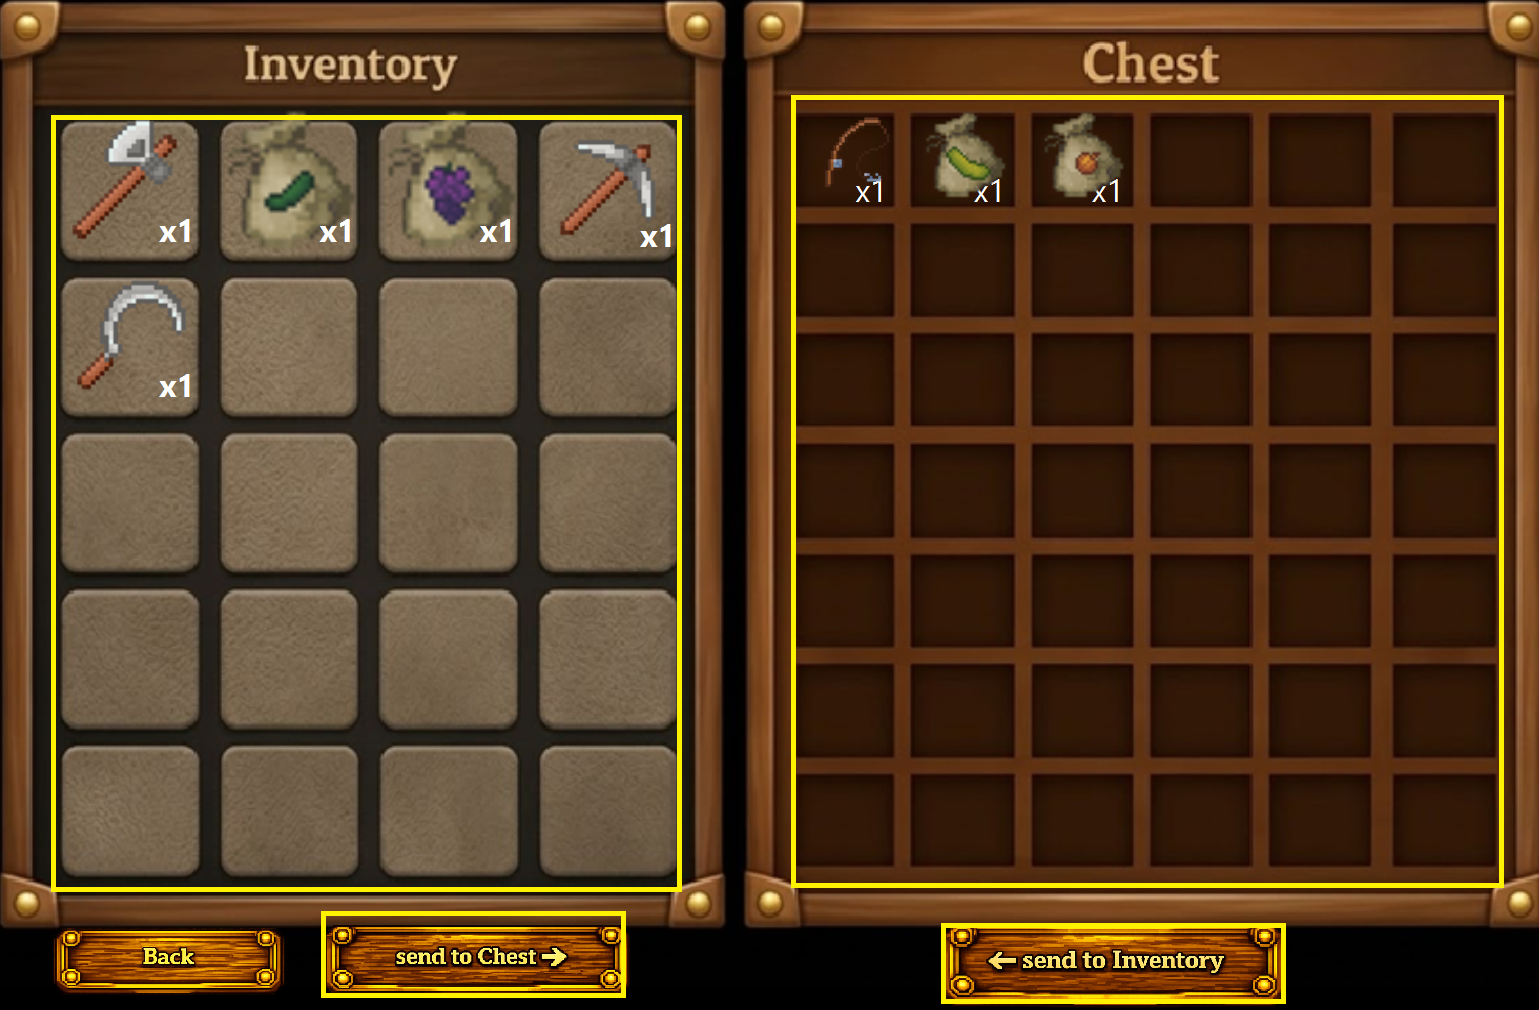 Inventory
Chest
x1
x1
x1
x1
x1
x1
x1
x1
Back
send to Chest →
← send to Inventory